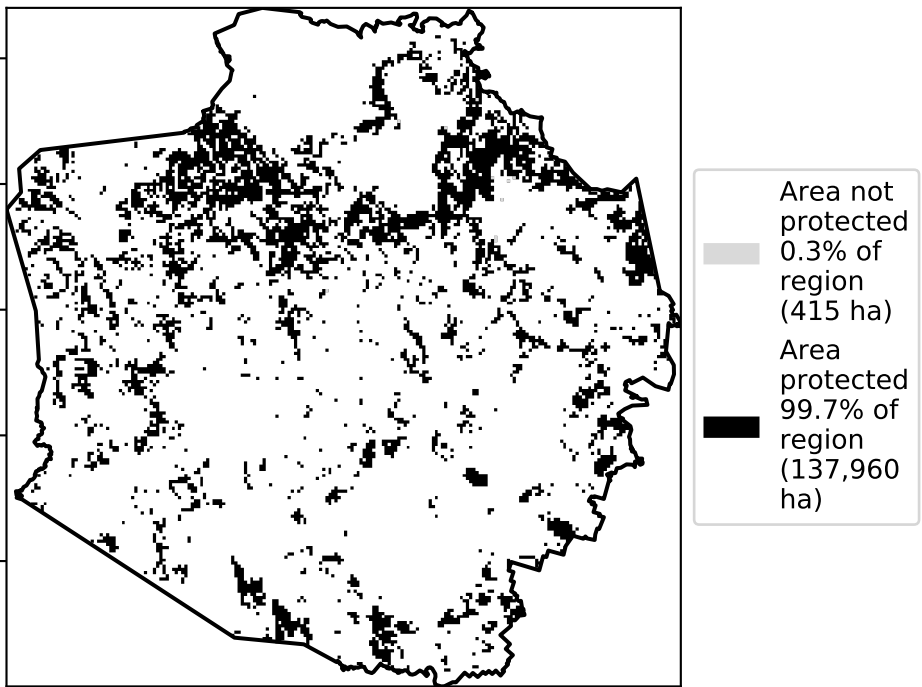 Area not
protected
0.3% of
region
(415 ha)
Area
protected
99.7% of
region
(137,960
ha)